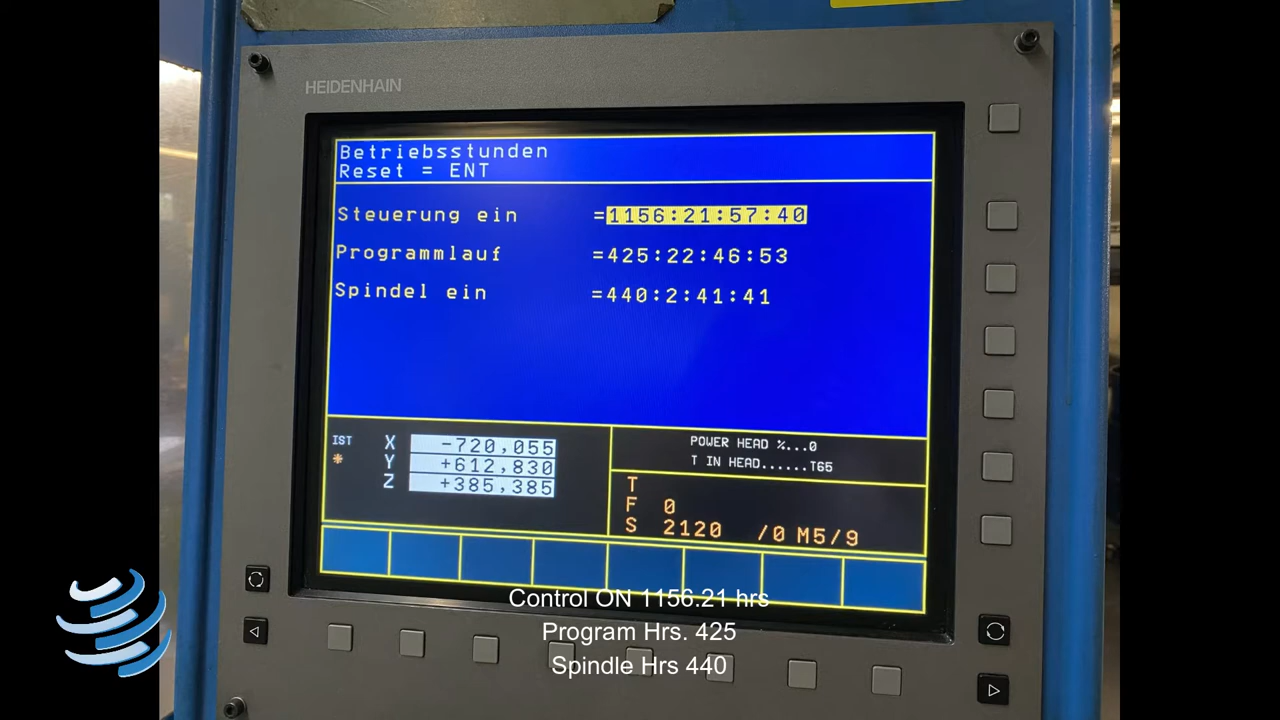 HEIDENHAIN
Betriebsstunden
Reset = ENT
Steuerung ein =1156:21:57:40
Programmlauf =425:22:46:53
Spindel ein =440:2:41:41
IST X -720,055
* Y +612,830
Z +385,385
POWER HEAD %...0
T IN HEAD......T65
T
F 0
S 2120 /0 M5/9
Control ON 1156.21 hrs
Program Hrs. 425
Spindle Hrs 440